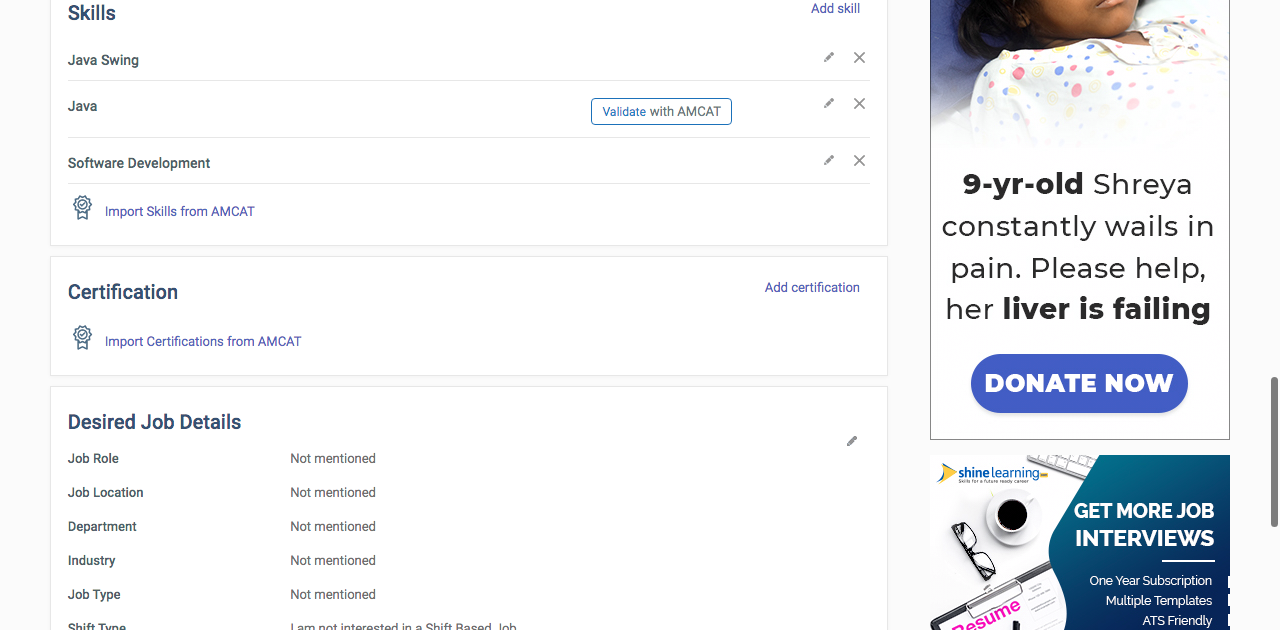 Skills
Add skill
Java Swing
Java
Validate with AMCAT
Software Development
Import Skills from AMCAT
Certification
Add certification
Import Certifications from AMCAT
Desired Job Details
Job Role
Not mentioned
Job Location
Not mentioned
Department
Not mentioned
Industry
Not mentioned
Job Type
Not mentioned
Shift Type
I am not interested in a Shift Based Job
9-yr-old Shreya
constantly wails in
pain. Please help,
her liver is failing
DONATE NOW
shine learning
Skills for a future ready career
GET MORE JOB
INTERVIEWS
One Year Subscription
Multiple Templates
ATS Friendly
Resume